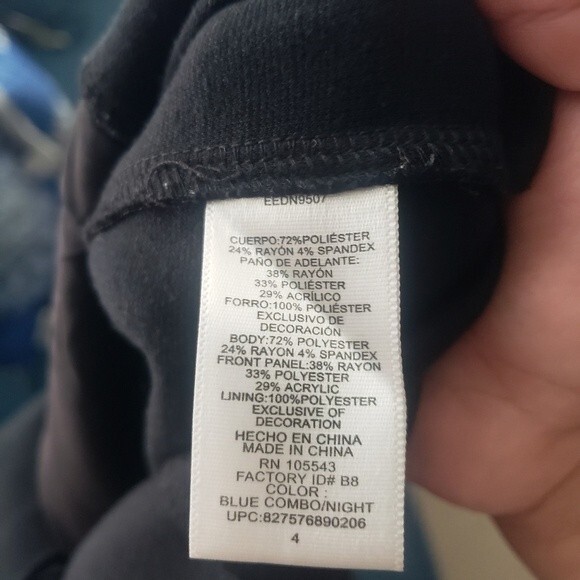 EEDN9507
CUERPO:72%POLIÉSTER
24% RAYÓN 4% SPANDEX
PAÑO DE ADELANTE:
38% RAYÓN
33% POLIÉSTER
29% ACRÍLICO
FORRO:100% POLIÉSTER
EXCLUSIVO DE
DECORACIÓN
BODY:72% POLYESTER
24% RAYON 4% SPANDEX
FRONT PANEL:38% RAYON
33% POLYESTER
29% ACRYLIC
LINING:100%POLYESTER
EXCLUSIVE OF
DECORATION
HECHO EN CHINA
MADE IN CHINA
RN 105543
FACTORY ID# B8
COLOR :
BLUE COMBO/NIGHT
UPC:827576890206
4